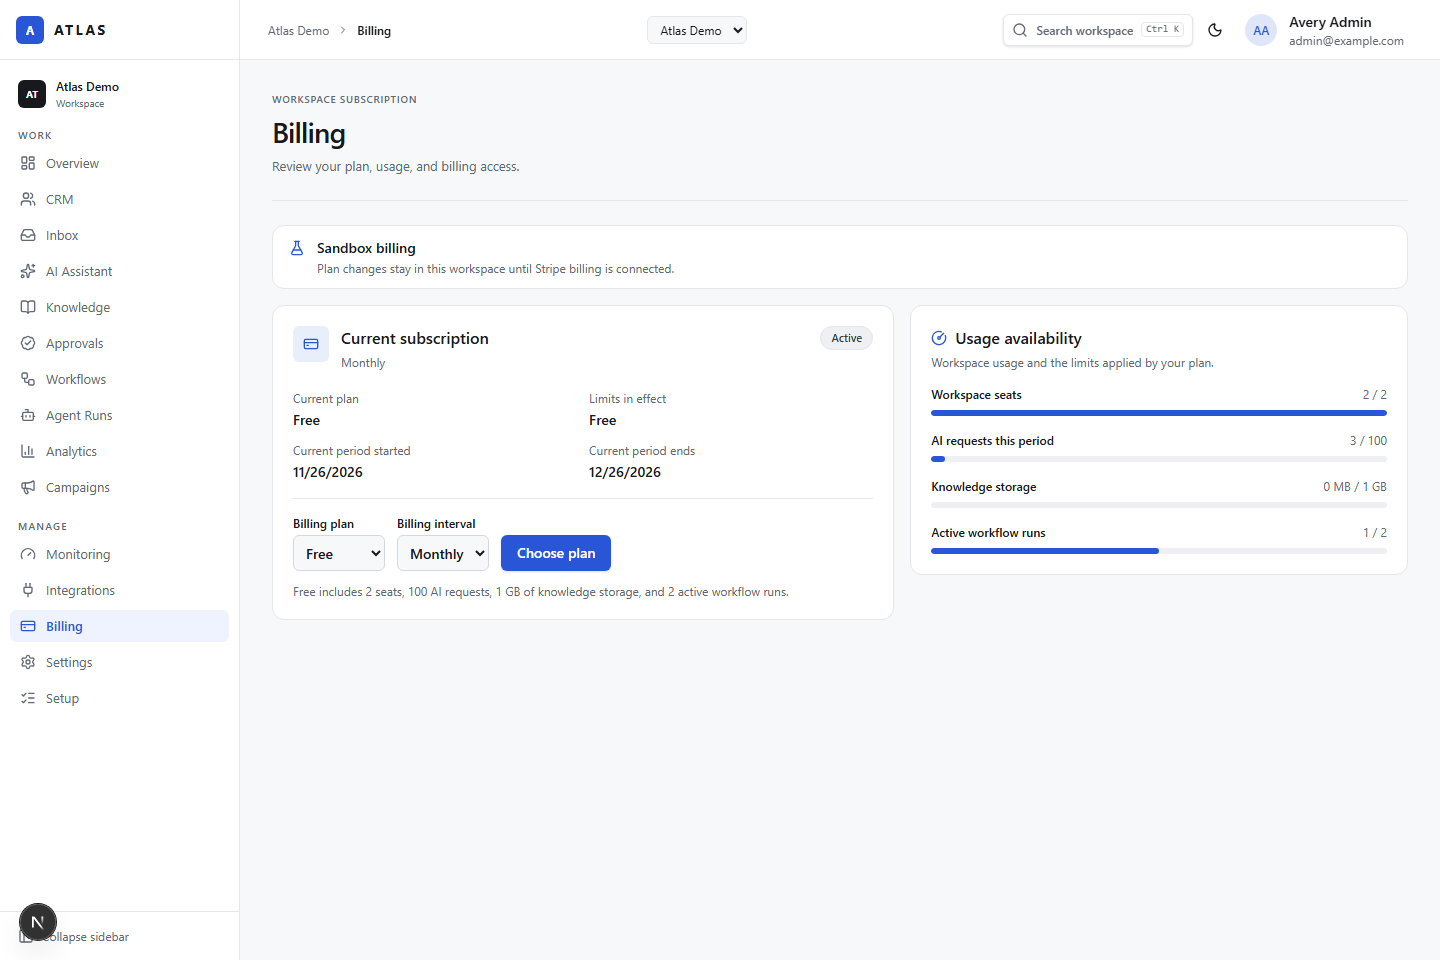 A ATLAS
Atlas Demo > Billing
Atlas Demo
Search workspace Ctrl K
AA
Avery Admin
admin@example.com
AT
Atlas Demo
Workspace
WORK
Overview
CRM
Inbox
AI Assistant
Knowledge
Approvals
Workflows
Agent Runs
Analytics
Campaigns
MANAGE
Monitoring
Integrations
Billing
Settings
Setup
N
ollapse sidebar
WORKSPACE SUBSCRIPTION
Billing
Review your plan, usage, and billing access.
Sandbox billing
Plan changes stay in this workspace until Stripe billing is connected.
Current subscription
Active
Monthly
Current plan
Free
Limits in effect
Free
Current period started
11/26/2026
Current period ends
12/26/2026
Billing plan
Free
Billing interval
Monthly
Choose plan
Free includes 2 seats, 100 AI requests, 1 GB of knowledge storage, and 2 active workflow runs.
Usage availability
Workspace usage and the limits applied by your plan.
Workspace seats 2 / 2
AI requests this period 3 / 100
Knowledge storage 0 MB / 1 GB
Active workflow runs 1 / 2